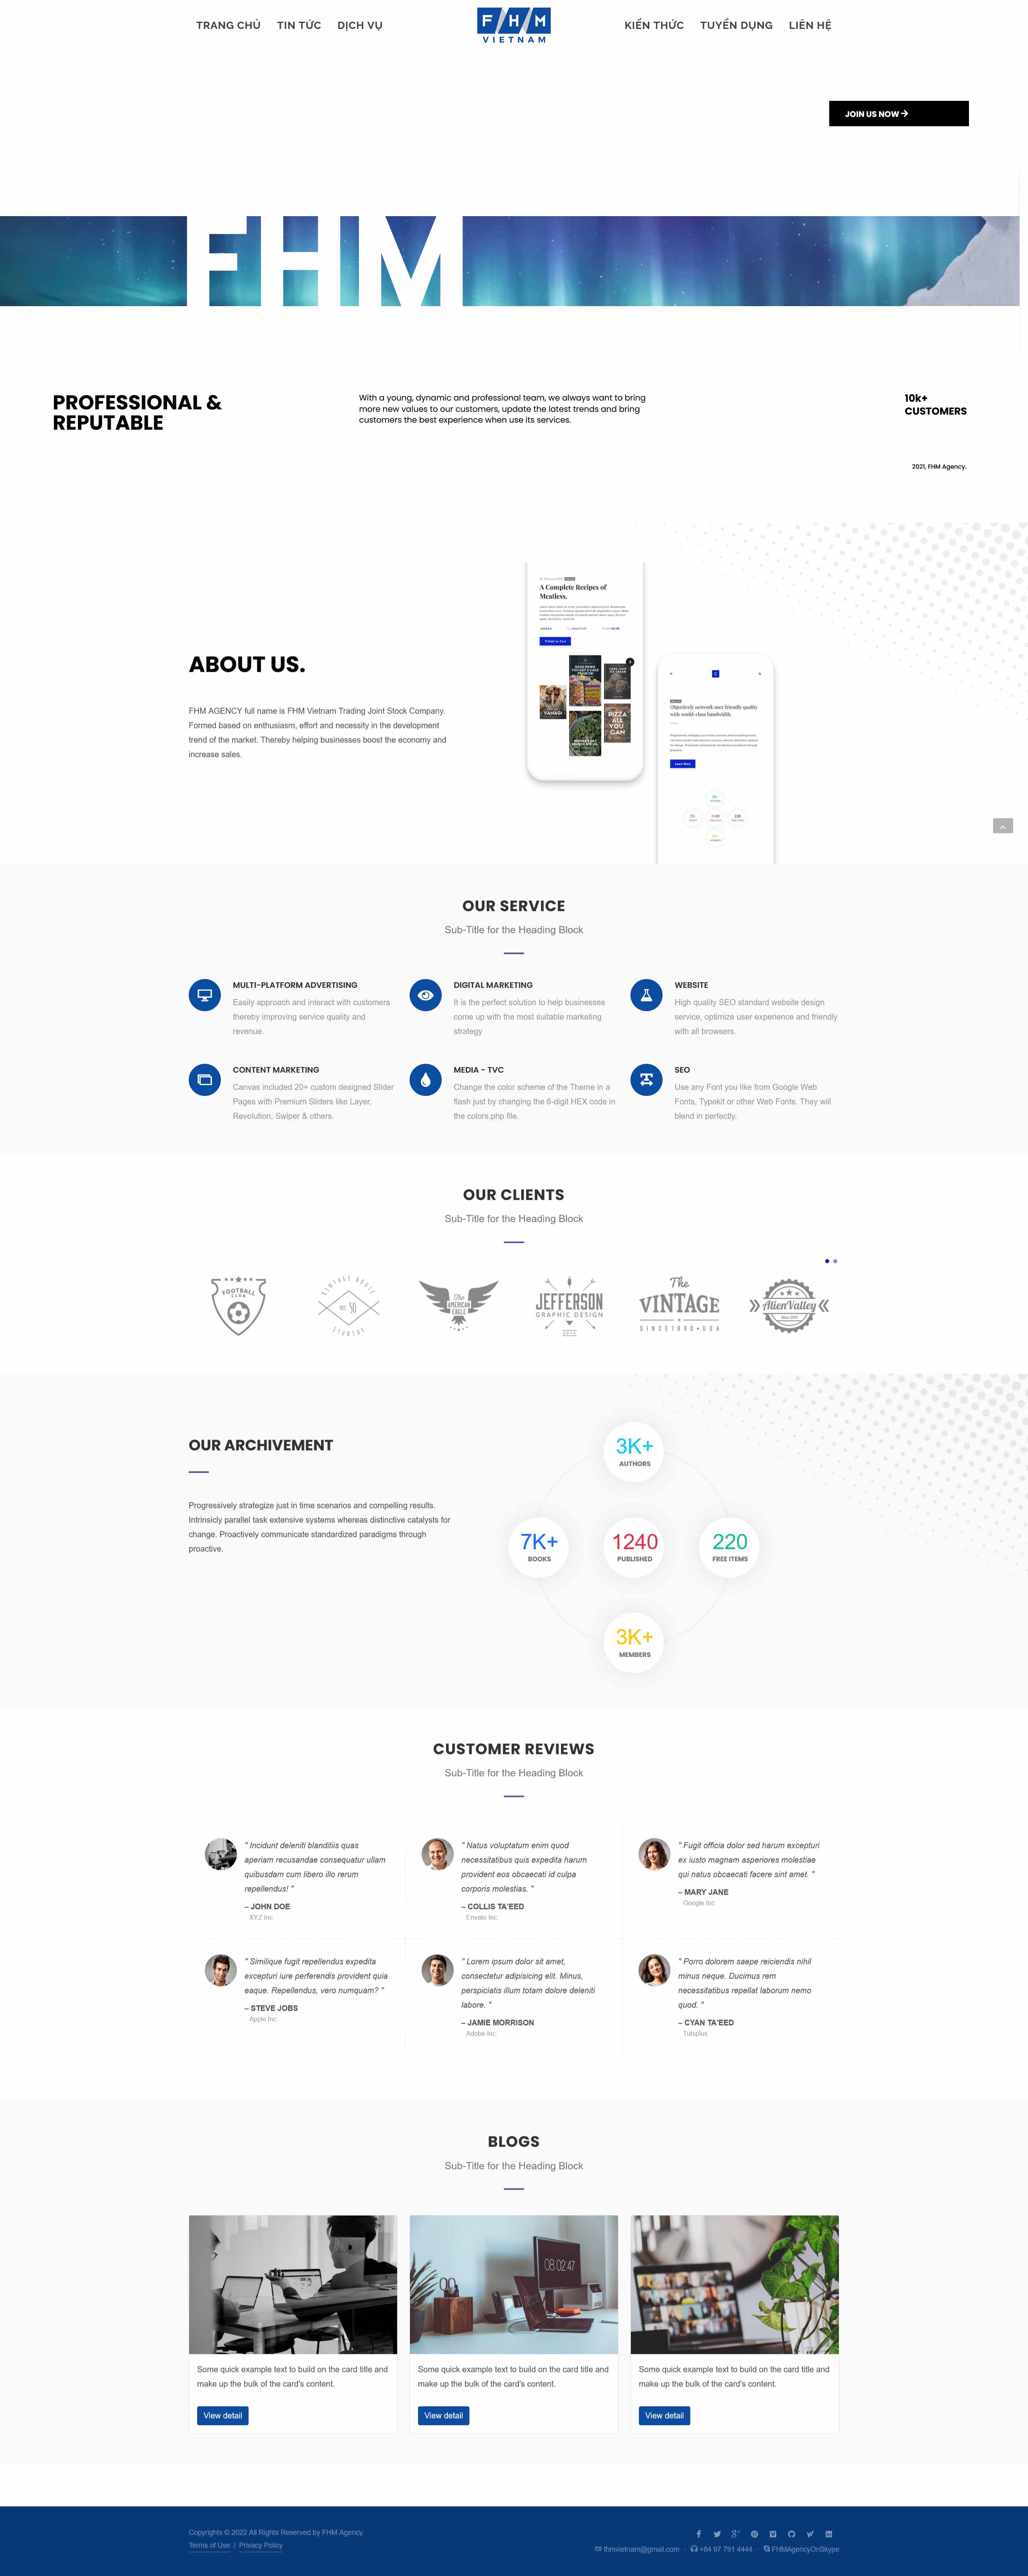 TRANG CHỦ TIN TỨC DỊCH VỤ
F/H/M
VIETNAM
KIẾN THỨC TUYỂN DỤNG LIÊN HỆ
JOIN US NOW
FHM
PROFESSIONAL &
REPUTABLE
With a young, dynamic and professional team, we always want to bring
more new values to our customers, update the latest trends and bring
customers the best experience when use its services.
10k+
CUSTOMERS
2021, FHM Agency.
ABOUT US.
FHM AGENCY full name is FHM Vietnam Trading Joint Stock Company.
Formed based on enthusiasm, effort and necessity in the development
trend of the market. Thereby helping businesses boost the economy and
increase sales.
A Complete Recipes of
Meatless.
YANAGI
PIZZA
ALL
YOU
CAN
Objectively network user friendly quality
with world-class bandwidth.
Learn More
OUR SERVICE
Sub-Title for the Heading Block
MULTI-PLATFORM ADVERTISING
Easily approach and interact with customers
thereby improving service quality and
revenue.
DIGITAL MARKETING
It is the perfect solution to help businesses
come up with the most suitable marketing
strategy
WEBSITE
High quality SEO standard website design
service, optimize user experience and friendly
with all browsers.
CONTENT MARKETING
Canvas included 20+ custom designed Slider
Pages with Premium Sliders like Layer,
Revolution, Swiper & others.
MEDIA - TVC
Change the color scheme of the Theme in a
flash just by changing the 6-digit HEX code in
the colors.php file.
SEO
Use any Font you like from Google Web
Fonts, Typekit or other Web Fonts. They will
blend in perfectly.
OUR CLIENTS
Sub-Title for the Heading Block
FOOTBALL
CLUB
VINTAGE HOUSE
NO 50
STUDIOS
The
AMERICAN
EAGLE
JEFFERSON
GRAPHIC DESIGN
The
VINTAGE
SINCE1890•USA
AlienValley
OUR ARCHIVEMENT
Progressively strategize just in time scenarios and compelling results.
Intrinsicly parallel task extensive systems whereas distinctive catalysts for
change. Proactively communicate standardized paradigms through
proactive.
3K+
AUTHORS
7K+
BOOKS
1240
PUBLISHED
220
FREE ITEMS
3K+
MEMBERS
CUSTOMER REVIEWS
Sub-Title for the Heading Block
" Incidunt deleniti blanditiis quas
aperiam recusandae consequatur ullam
quibusdam cum libero illo rerum
repellendus! "
– JOHN DOE
XYZ Inc.
" Natus voluptatum enim quod
necessitatibus quis expedita harum
provident eos obcaecati id culpa
corporis molestias. "
– COLLIS TA'EED
Envato Inc.
" Fugit officia dolor sed harum excepturi
ex iusto magnam asperiores molestiae
qui natus obcaecati facere sint amet. "
– MARY JANE
Google Inc.
" Similique fugit repellendus expedita
excepturi iure perferendis provident quia
eaque. Repellendus, vero numquam? "
– STEVE JOBS
Apple Inc.
" Lorem ipsum dolor sit amet,
consectetur adipisicing elit. Minus,
perspiciatis illum totam dolore deleniti
labore. "
– JAMIE MORRISON
Adobe Inc.
" Porro dolorem saepe reiciendis nihil
minus neque. Ducimus rem
necessitatibus repellat laborum nemo
quod. "
– CYAN TA'EED
Tutsplus
BLOGS
Sub-Title for the Heading Block
08:02:47
Some quick example text to build on the card title and
make up the bulk of the card's content.
View detail
Some quick example text to build on the card title and
make up the bulk of the card's content.
View detail
Some quick example text to build on the card title and
make up the bulk of the card's content.
View detail
Copyrights © 2022 All Rights Reserved by FHM Agency.
Terms of Use / Privacy Policy
fhmvietnam@gmail.com · +84 97 791 4444 · FHMAgencyOnSkype